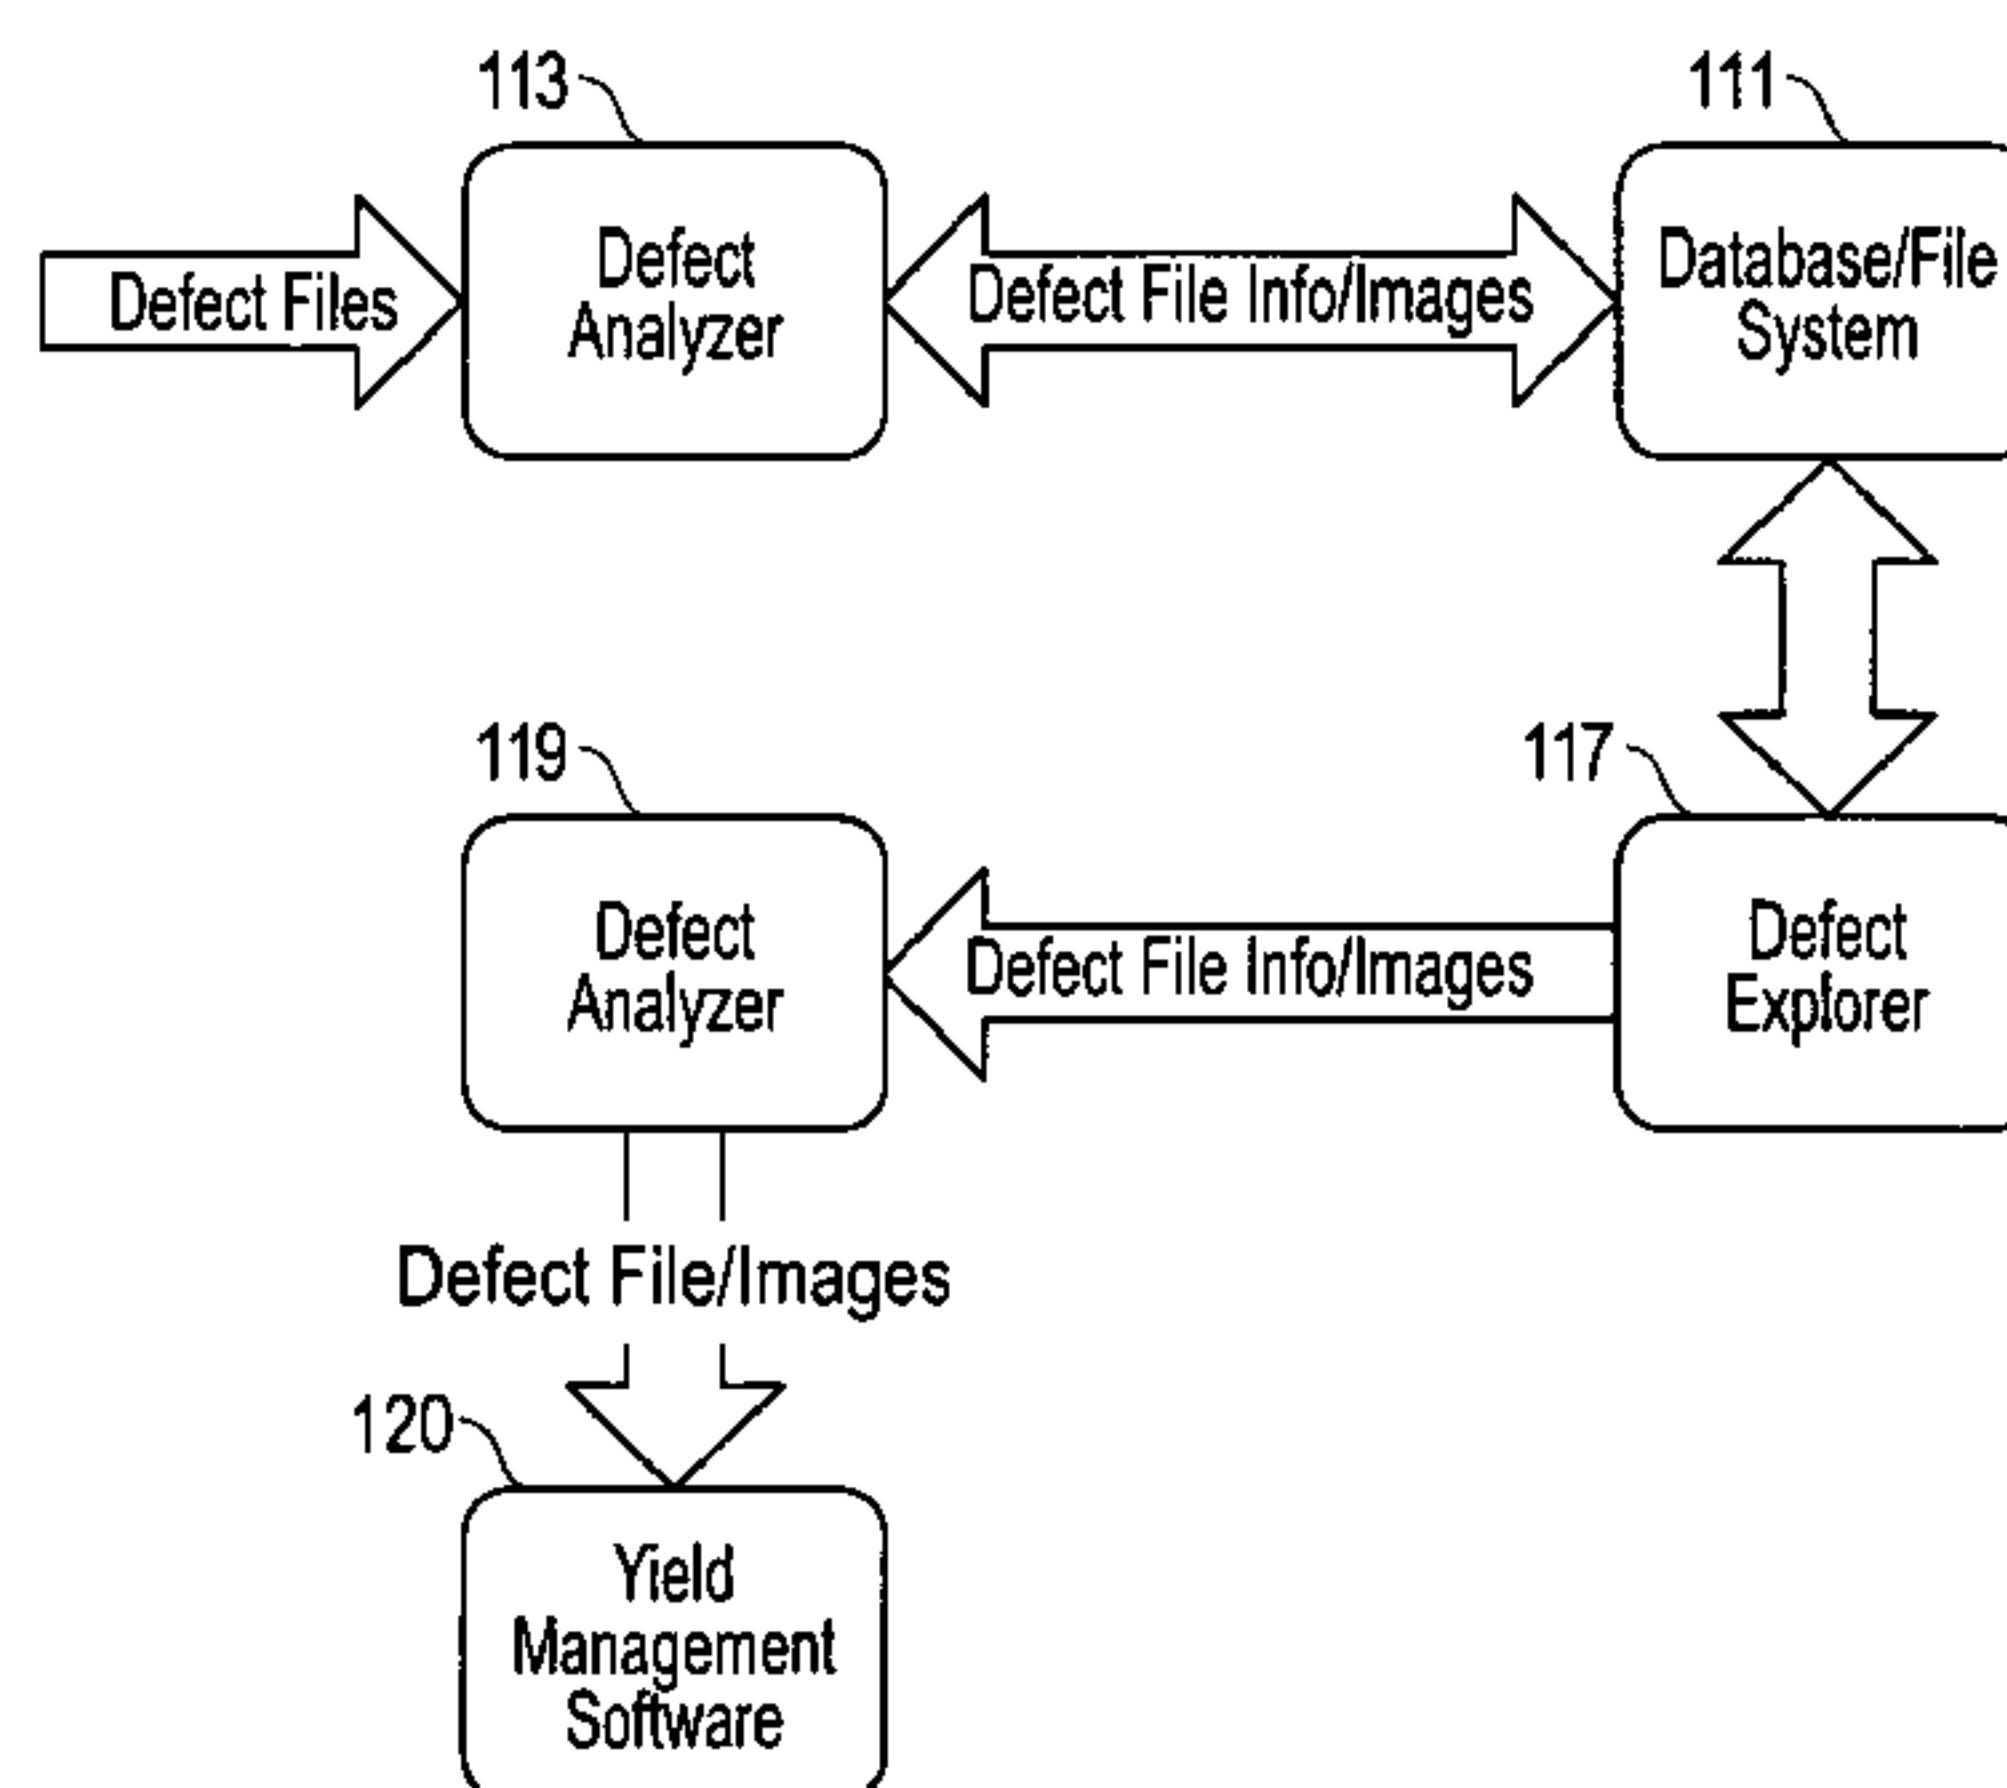 113
111
Defect Files
Defect
Analyzer
Defect File Info/Images
Database/File
System
119
117
Defect
Analyzer
Defect File Info/Images
Defect
Explorer
Defect File/Images
120
Yield
Management
Software